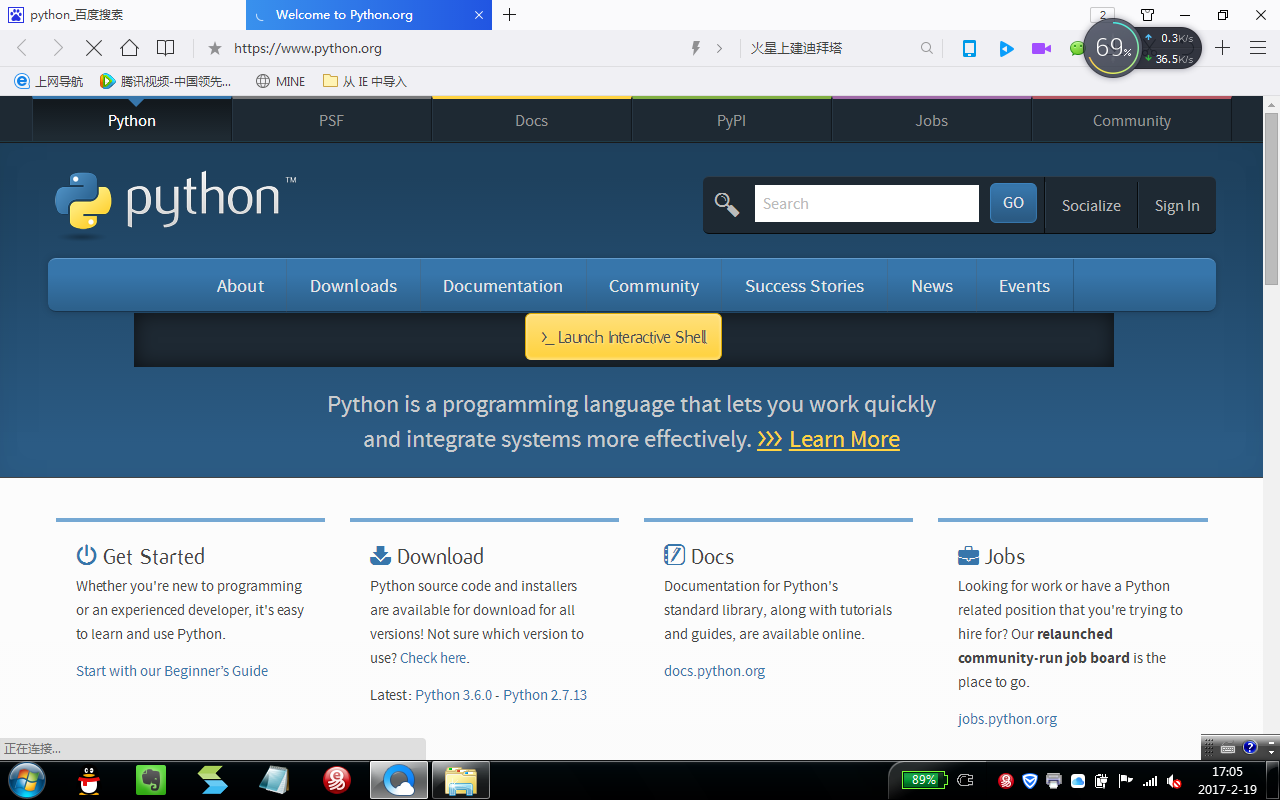 python_百度搜索
Welcome to Python.org
2
https://www.python.org
火星上建迪拜塔
69%
0.3K/s
36.5K/s
上网导航
腾讯视频-中国领先...
MINE
从 IE 中导入
Python
PSF
Docs
PyPI
Jobs
Community
python™
Search
GO
Socialize
Sign In
About
Downloads
Documentation
Community
Success Stories
News
Events
>_ Launch Interactive Shell
Python is a programming language that lets you work quickly
and integrate systems more effectively. >>> Learn More
Get Started
Whether you're new to programming
or an experienced developer, it's easy
to learn and use Python.
Start with our Beginner’s Guide
Download
Python source code and installers
are available for download for all
versions! Not sure which version to
use? Check here.
Latest: Python 3.6.0 - Python 2.7.13
Docs
Documentation for Python's
standard library, along with tutorials
and guides, are available online.
docs.python.org
Jobs
Looking for work or have a Python
related position that you're trying to
hire for? Our relaunched
community-run job board is the
place to go.
jobs.python.org
正在连接...
89%
17:05
2017-2-19